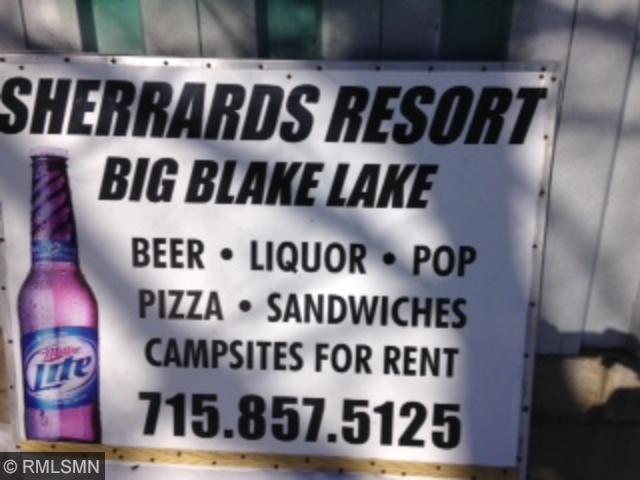 SHERRARDS RESORT
BIG BLAKE LAKE
BEER • LIQUOR • POP
PIZZA • SANDWICHES
CAMPSITES FOR RENT
715.857.5125
Miller
Lite
© RMLSMN